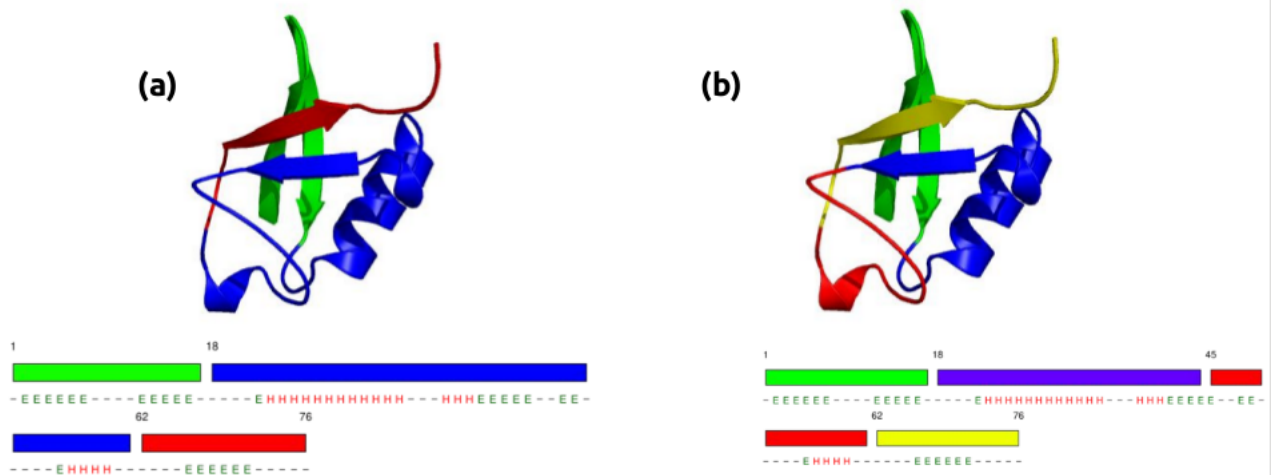 (a)
(b)
1 18
- E E E E E E - - - - E E E E E - - - - - E H H H H H H H H H H H H - - - H H H E E E E E - - E E -
62 76
- - - - E H H H H - - - - - - E E E E E E - - - - -
1 18 45
- E E E E E E - - - - E E E E E - - - - - E H H H H H H H H H H H H - - - H H H E E E E E - - E E -
62 76
- - - - E H H H H - - - - - - E E E E E E - - - - -